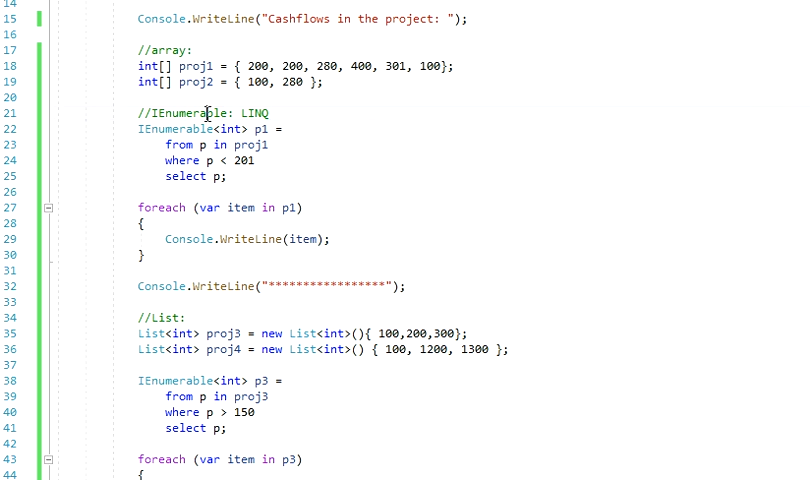 14
15 Console.WriteLine("Cashflows in the project: ");
16
17 //array:
18 int[] proj1 = { 200, 200, 280, 400, 301, 100};
19 int[] proj2 = { 100, 280 };
20
21 //IEnumerable: LINQ
22 IEnumerable<int> p1 =
23 from p in proj1
24 where p < 201
25 select p;
26
27 foreach (var item in p1)
28 {
29 Console.WriteLine(item);
30 }
31
32 Console.WriteLine("*****************");
33
34 //List:
35 List<int> proj3 = new List<int>(){ 100,200,300};
36 List<int> proj4 = new List<int>() { 100, 1200, 1300 };
37
38 IEnumerable<int> p3 =
39 from p in proj3
40 where p > 150
41 select p;
42
43 foreach (var item in p3)
44 {